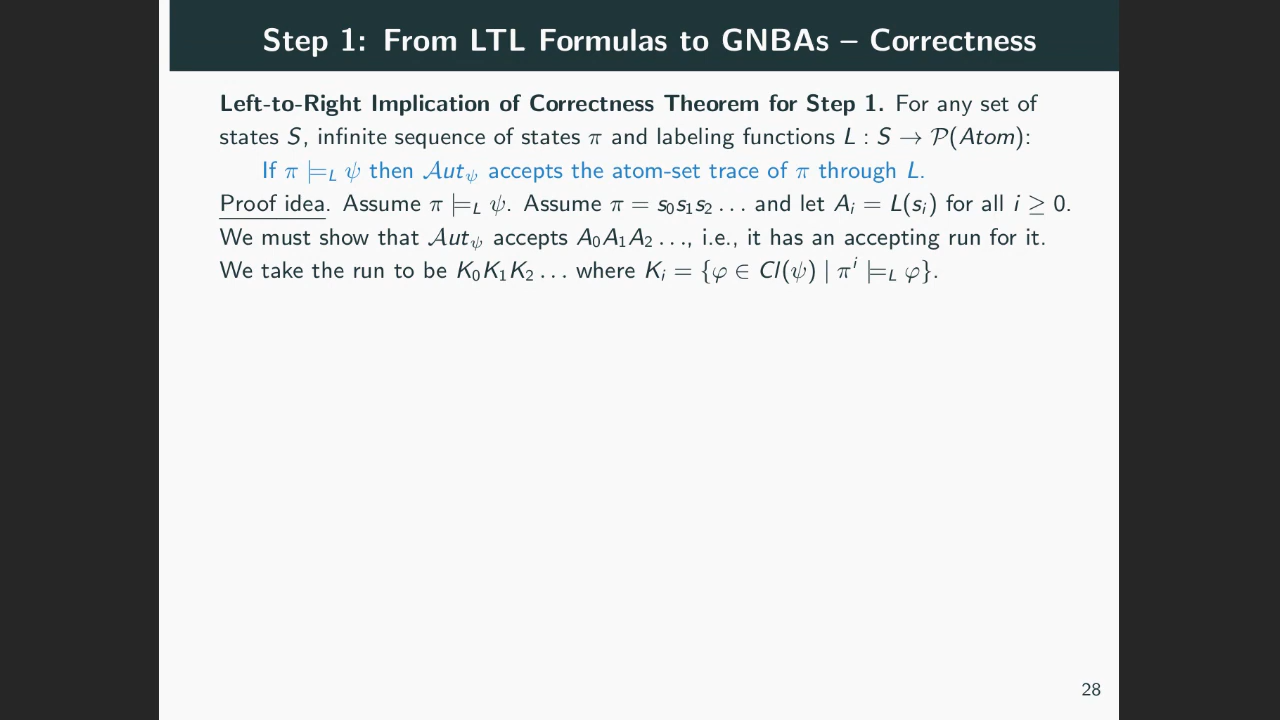 Step 1: From LTL Formulas to GNBAs – Correctness
Left-to-Right Implication of Correctness Theorem for Step 1. For any set of
states S, infinite sequence of states π and labeling functions L : S → 𝒫(Atom):
If π ⊨_L ψ then 𝒜ut_ψ accepts the atom-set trace of π through L.
Proof idea. Assume π ⊨_L ψ. Assume π = s₀s₁s₂ . . . and let Aᵢ = L(sᵢ) for all i ≥ 0.
We must show that 𝒜ut_ψ accepts A₀A₁A₂ . . ., i.e., it has an accepting run for it.
We take the run to be K₀K₁K₂ . . . where Kᵢ = {φ ∈ Cl(ψ) | πⁱ ⊨_L φ}.
28